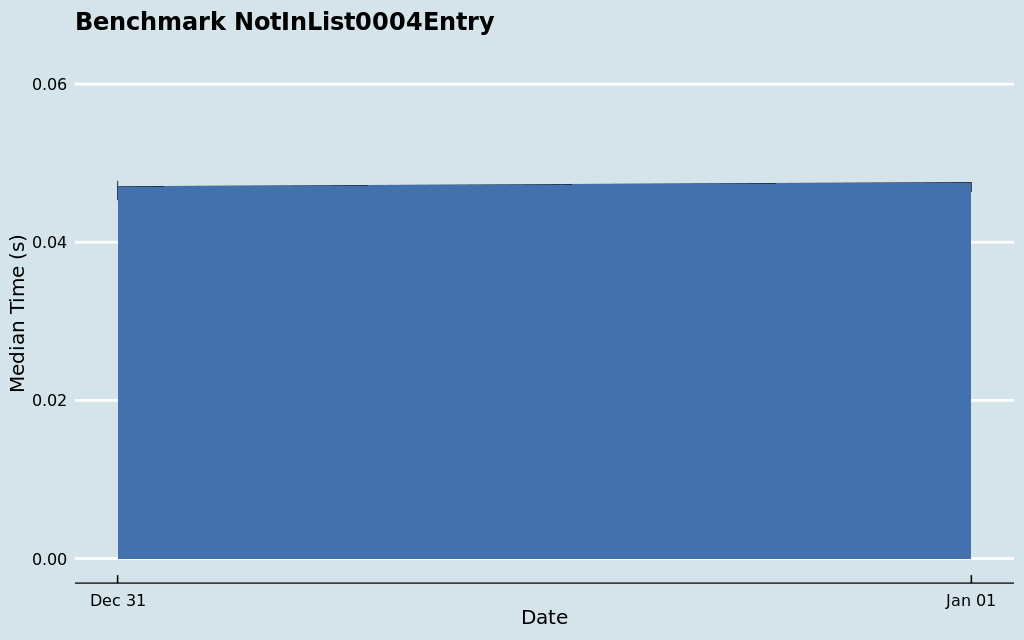 Benchmark NotInList0004Entry
0.06
0.04
0.02
0.00
Median Time (s)
Dec 31
Jan 01
Date